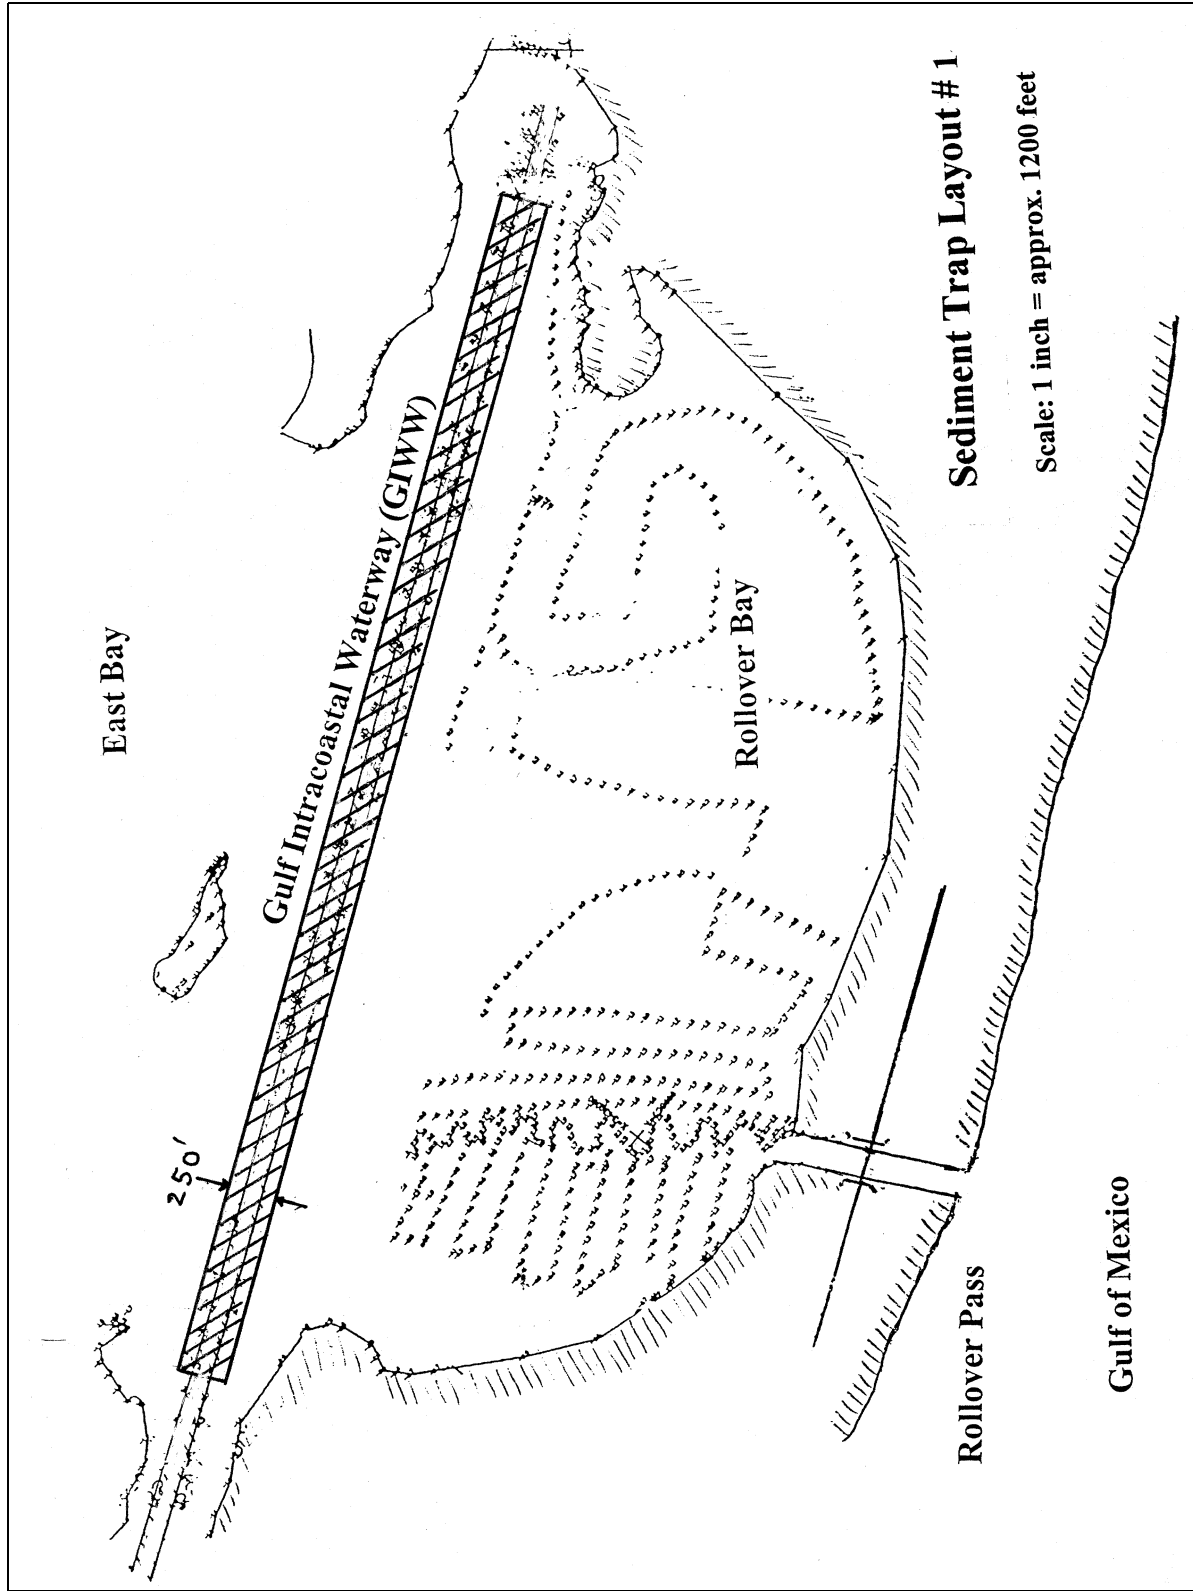 East Bay
250'
Gulf Intracoastal Waterway (GIWW)
Rollover Bay
Rollover Pass
Gulf of Mexico
Sediment Trap Layout # 1
Scale: 1 inch = approx. 1200 feet